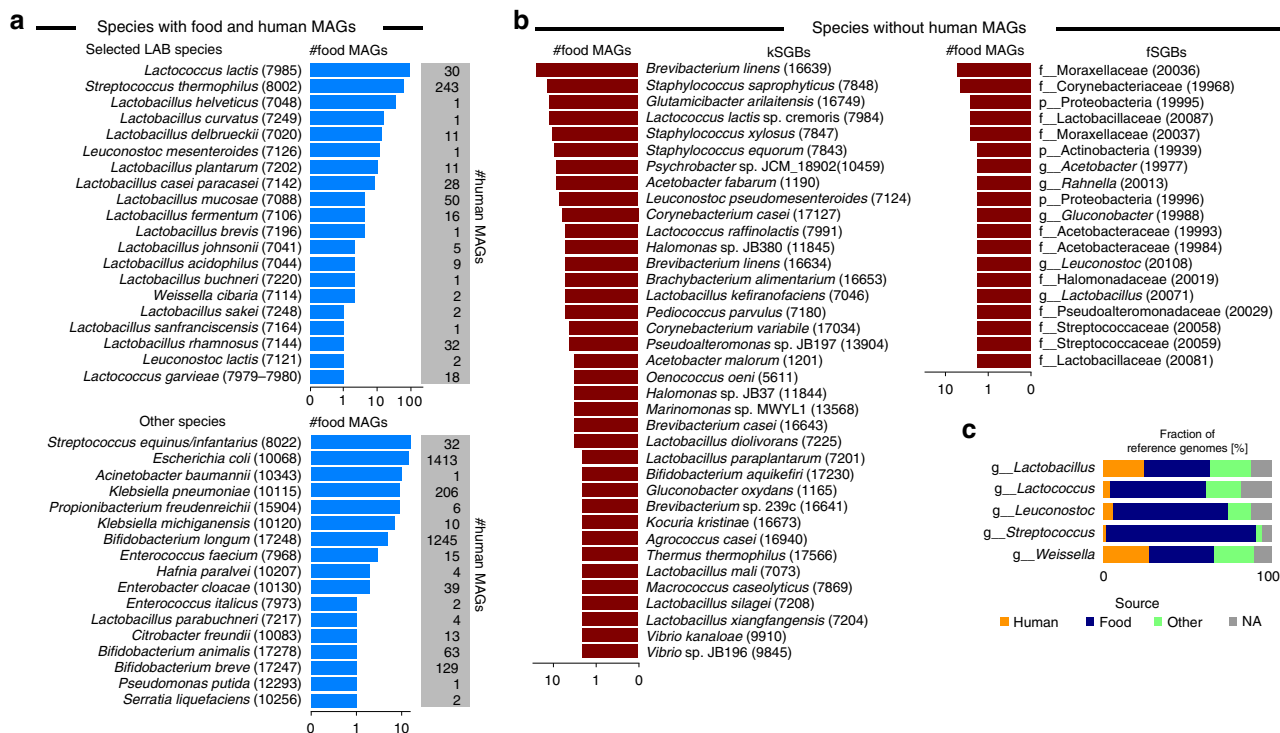 a
Species with food and human MAGs
Selected LAB species
#food MAGs
Lactococcus lactis (7985) 30
Streptococcus thermophilus (8002) 243
Lactobacillus helveticus (7048) 1
Lactobacillus curvatus (7249) 1
Lactobacillus delbrueckii (7020) 11
Leuconostoc mesenteroides (7126) 1
Lactobacillus plantarum (7202) 11
Lactobacillus casei paracasei (7142) 28
Lactobacillus mucosae (7088) 50
Lactobacillus fermentum (7106) 16
Lactobacillus brevis (7196) 1
Lactobacillus johnsonii (7041) 5
Lactobacillus acidophilus (7044) 9
Lactobacillus buchneri (7220) 1
Weissella cibaria (7114) 2
Lactobacillus sakei (7248) 2
Lactobacillus sanfranciscensis (7164) 1
Lactobacillus rhamnosus (7144) 32
Leuconostoc lactis (7121) 2
Lactococcus garvieae (7979–7980) 18
#human MAGs
0 1 10 100
Other species
#food MAGs
Streptococcus equinus/infantarius (8022) 32
Escherichia coli (10068) 1413
Acinetobacter baumannii (10343) 1
Klebsiella pneumoniae (10115) 206
Propionibacterium freudenreichii (15904) 6
Klebsiella michiganensis (10120) 10
Bifidobacterium longum (17248) 1245
Enterococcus faecium (7968) 15
Hafnia paralvei (10207) 4
Enterobacter cloacae (10130) 39
Enterococcus italicus (7973) 2
Lactobacillus parabuchneri (7217) 4
Citrobacter freundii (10083) 13
Bifidobacterium animalis (17278) 63
Bifidobacterium breve (17247) 129
Pseudomonas putida (12293) 1
Serratia liquefaciens (10256) 2
#human MAGs
0 1 10
b
Species without human MAGs
#food MAGs
kSGBs
Brevibacterium linens (16639)
Staphylococcus saprophyticus (7848)
Glutamicibacter arilaitensis (16749)
Lactococcus lactis sp. cremoris (7984)
Staphylococcus xylosus (7847)
Staphylococcus equorum (7843)
Psychrobacter sp. JCM_18902(10459)
Acetobacter fabarum (1190)
Leuconostoc pseudomesenteroides (7124)
Corynebacterium casei (17127)
Lactococcus raffinolactis (7991)
Halomonas sp. JB380 (11845)
Brevibacterium linens (16634)
Brachybacterium alimentarium (16653)
Lactobacillus kefiranofaciens (7046)
Pediococcus parvulus (7180)
Corynebacterium variabile (17034)
Pseudoalteromonas sp. JB197 (13904)
Acetobacter malorum (1201)
Oenococcus oeni (5611)
Halomonas sp. JB37 (11844)
Marinomonas sp. MWYL1 (13568)
Brevibacterium casei (16643)
Lactobacillus diolivorans (7225)
Lactobacillus paraplantarum (7201)
Bifidobacterium aquikefiri (17230)
Gluconobacter oxydans (1165)
Brevibacterium sp. 239c (16641)
Kocuria kristinae (16673)
Agrococcus casei (16940)
Thermus thermophilus (17566)
Lactobacillus mali (7073)
Macrococcus caseolyticus (7869)
Lactobacillus silagei (7208)
Lactobacillus xiangfangensis (7204)
Vibrio kanaloae (9910)
Vibrio sp. JB196 (9845)
10 1 0
#food MAGs
fSGBs
f__Moraxellaceae (20036)
f__Corynebacteriaceae (19968)
p__Proteobacteria (19995)
f__Lactobacillaceae (20087)
f__Moraxellaceae (20037)
p__Actinobacteria (19939)
g__Acetobacter (19977)
g__Rahnella (20013)
p__Proteobacteria (19996)
g__Gluconobacter (19988)
f__Acetobacteraceae (19993)
f__Acetobacteraceae (19984)
g__Leuconostoc (20108)
f__Halomonadaceae (20019)
g__Lactobacillus (20071)
f__Pseudoalteromonadaceae (20029)
f__Streptococcaceae (20058)
f__Streptococcaceae (20059)
f__Lactobacillaceae (20081)
10 1 0
c
Fraction of
reference genomes [%]
g__Lactobacillus
g__Lactococcus
g__Leuconostoc
g__Streptococcus
g__Weissella
0 100
Source
Human Food Other NA